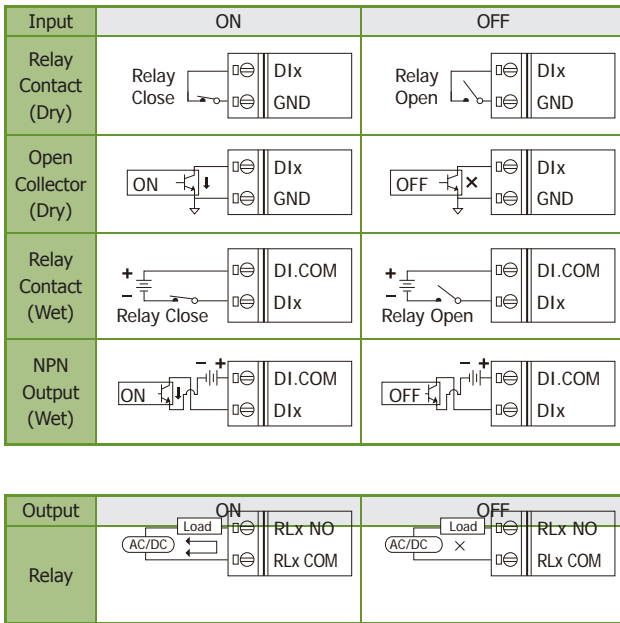 Input ON OFF
Relay Contact (Dry)
Relay Close DIx GND
Relay Open DIx GND
Open Collector (Dry)
ON DIx GND
OFF × DIx GND
Relay Contact (Wet)
+ − Relay Close DI.COM DIx
+ − Relay Open DI.COM DIx
NPN Output (Wet)
ON − + DI.COM DIx
OFF − + DI.COM DIx
Output ON OFF
Relay
AC/DC Load RLx NO RLx COM
AC/DC Load × RLx NO RLx COM